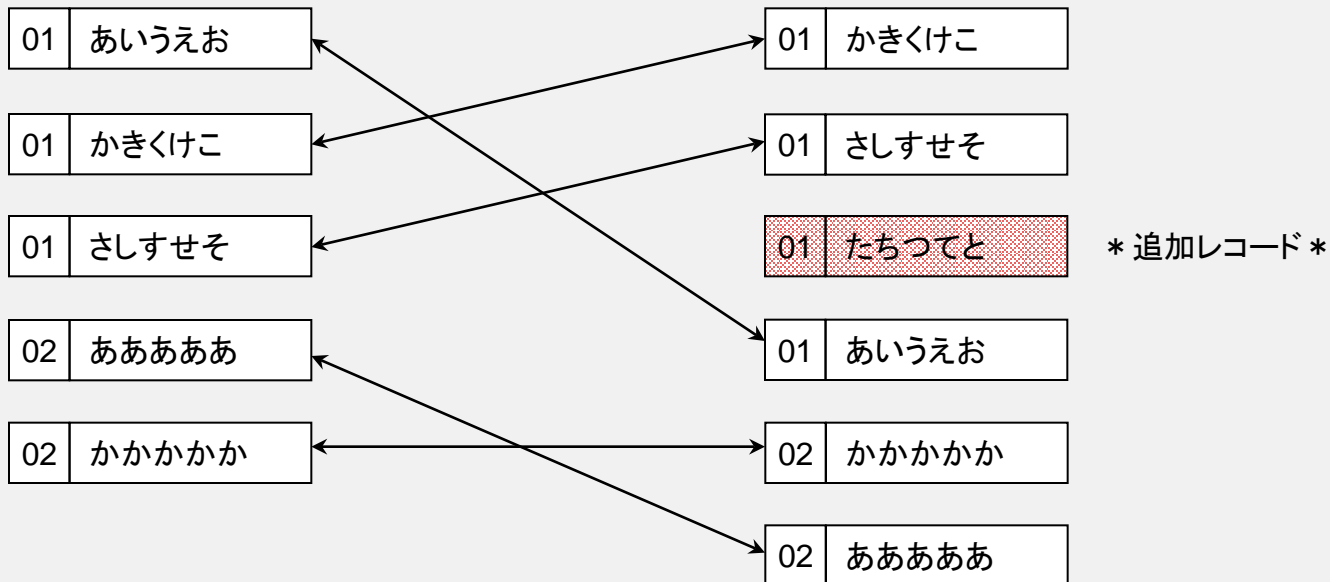 01 あいうえお
01 かきくけこ
01 かきくけこ
01 さしすせそ
01 さしすせそ
01 たちつてと
＊追加レコード＊
02 あああああ
01 あいうえお
02 かかかかか
02 かかかかか
02 あああああ